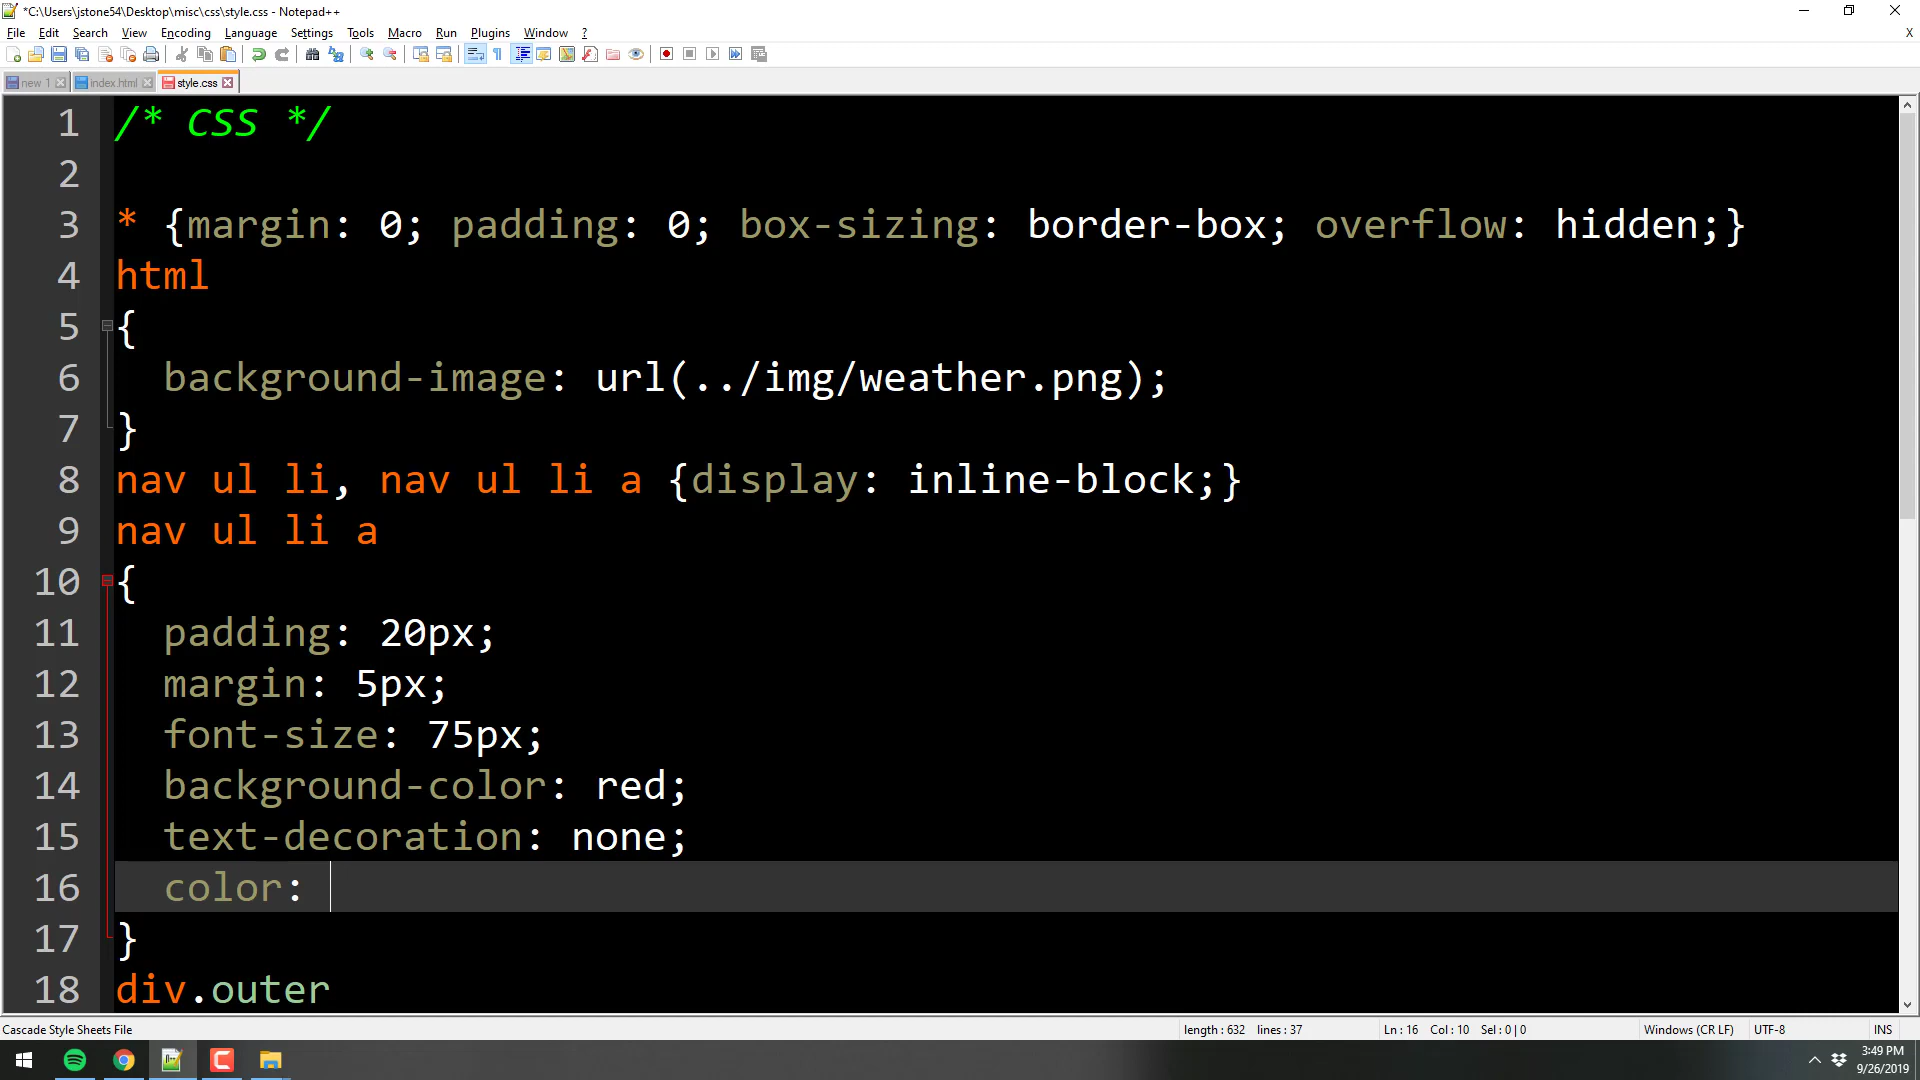 *C:\Users\jstone54\Desktop\misc\css\style.css - Notepad++
File Edit Search View Encoding Language Settings Tools Macro Run Plugins Window ? X
new 1 index.html style.css
1 /* CSS */
2
3 * {margin: 0; padding: 0; box-sizing: border-box; overflow: hidden;}
4 html
5 {
6 background-image: url(../img/weather.png);
7 }
8 nav ul li, nav ul li a {display: inline-block;}
9 nav ul li a
10 {
11 padding: 20px;
12 margin: 5px;
13 font-size: 75px;
14 background-color: red;
15 text-decoration: none;
16 color:
17 }
18 div.outer
Cascade Style Sheets File length : 632 lines : 37 Ln : 16 Col : 10 Sel : 0 | 0 Windows (CR LF) UTF-8 INS
3:49 PM
9/26/2019